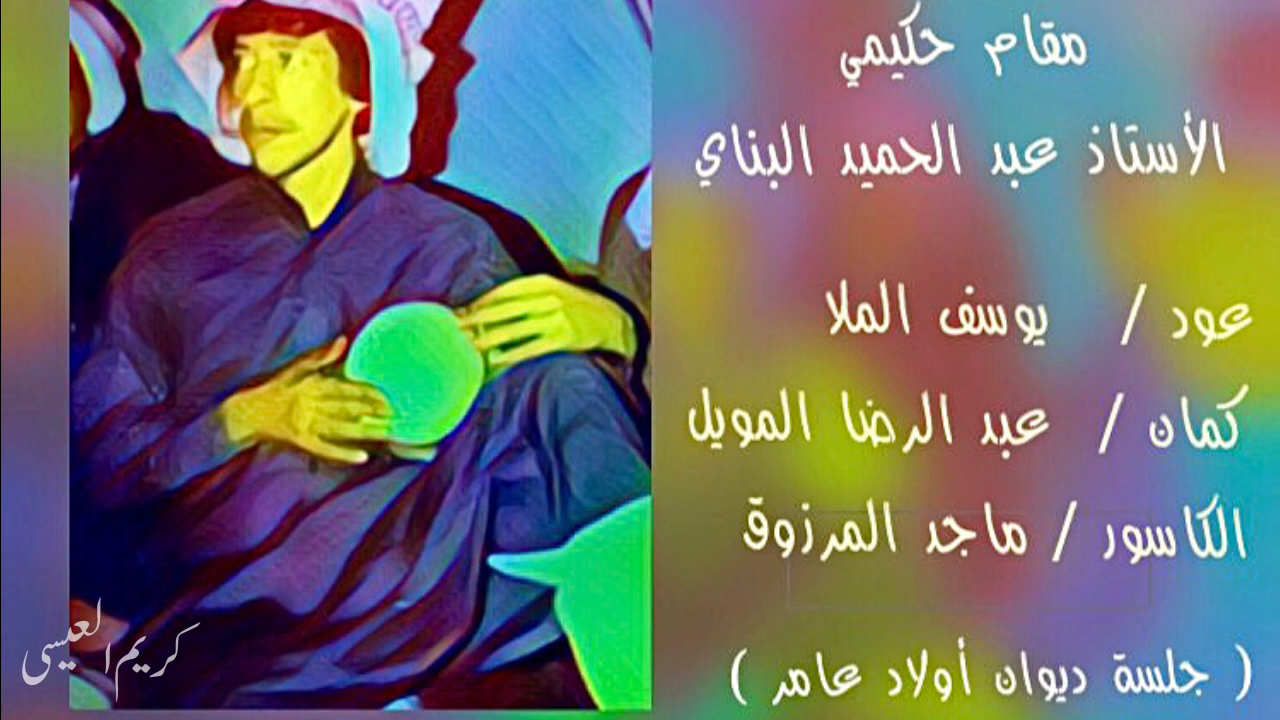 مقام حكيمي
الأستاذ عبد الحميد البناي
عود / يوسف الملا
كمان / عبد الرضا المويل
الكاسور / ماجد المرزوق
( جلسة ديوان أولاد عامر )
كريم العيسى